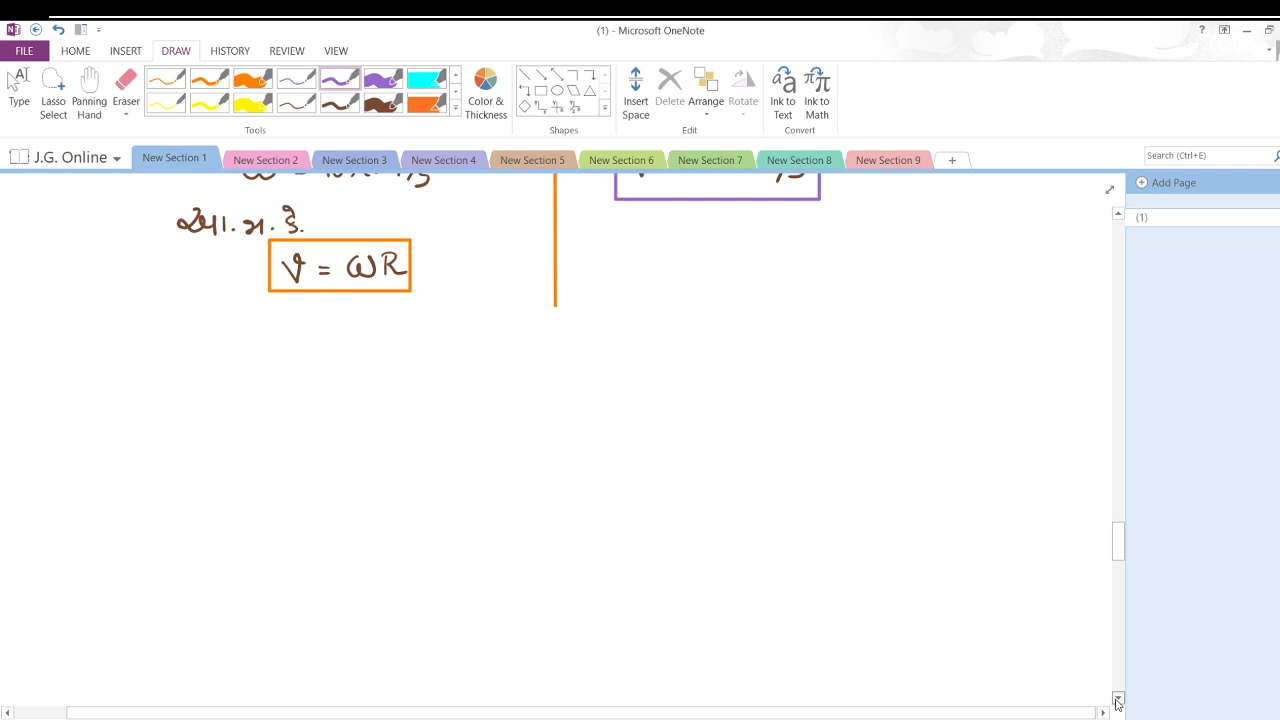 (1) - Microsoft OneNote
FILE HOME INSERT DRAW HISTORY REVIEW VIEW
Type
Lasso Select
Panning Hand
Eraser
Color & Thickness
Insert Space
Delete
Arrange
Rotate
Ink to Text
Ink to Math
Tools
Shapes
Edit
Convert
J.G. Online
New Section 1
New Section 2
New Section 3
New Section 4
New Section 5
New Section 6
New Section 7
New Section 8
New Section 9
Search (Ctrl+E)
Add Page
(1)
આ. ન. રે.
v = ωR